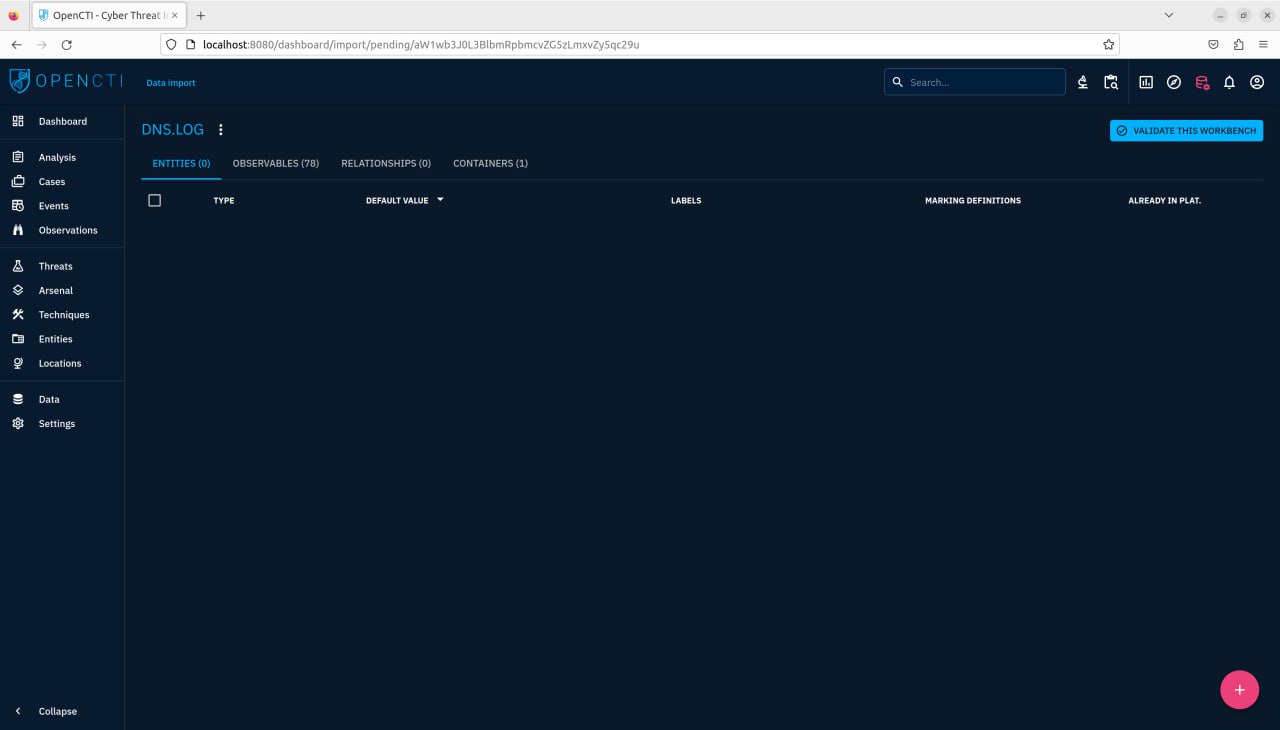 OpenCTI - Cyber Threat I
localhost:8080/dashboard/import/pending/aW1wb3J0L3BlbmRpbmcvZG5zLmxvZy5qc29u
OPENCTI
Data import
Search...
Dashboard
Analysis
Cases
Events
Observations
Threats
Arsenal
Techniques
Entities
Locations
Data
Settings
Collapse
DNS.LOG
VALIDATE THIS WORKBENCH
ENTITIES (0) OBSERVABLES (78) RELATIONSHIPS (0) CONTAINERS (1)
TYPE DEFAULT VALUE LABELS MARKING DEFINITIONS ALREADY IN PLAT.